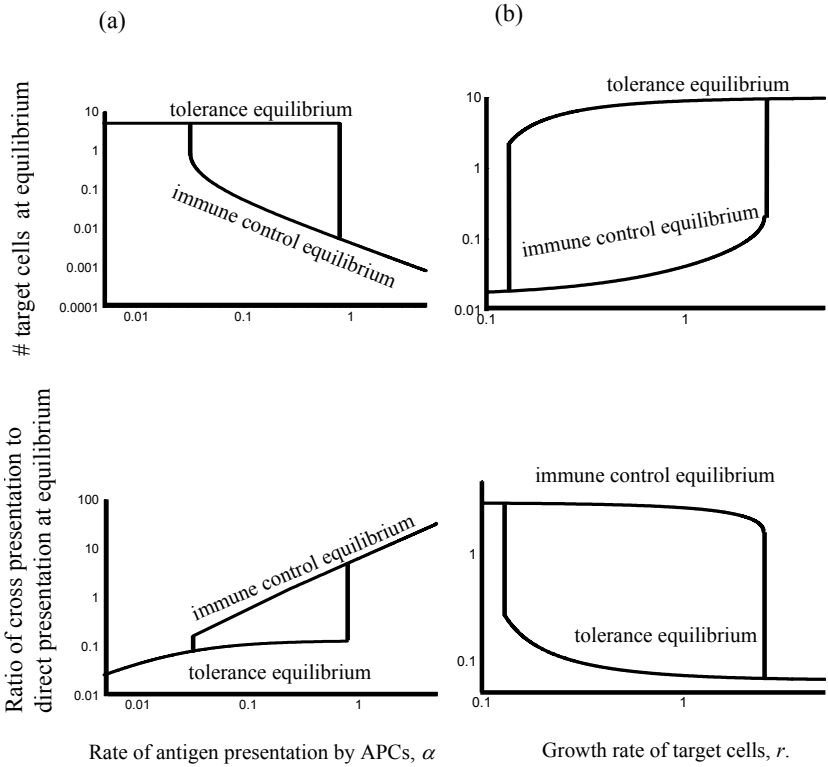 (a)
(b)
# target cells at equilibrium
tolerance equilibrium
immune control equilibrium
10
1
0.1
0.01
0.001
0.0001
0.01
0.1
1
tolerance equilibrium
immune control equilibrium
10
1
0.1
0.01
0.1
1
Ratio of cross presentation to
direct presentation at equilibrium
100
10
1
0.1
0.01
immune control equilibrium
tolerance equilibrium
0.01
0.1
1
Rate of antigen presentation by APCs, α
immune control equilibrium
tolerance equilibrium
1
0.1
0.1
1
Growth rate of target cells, r.